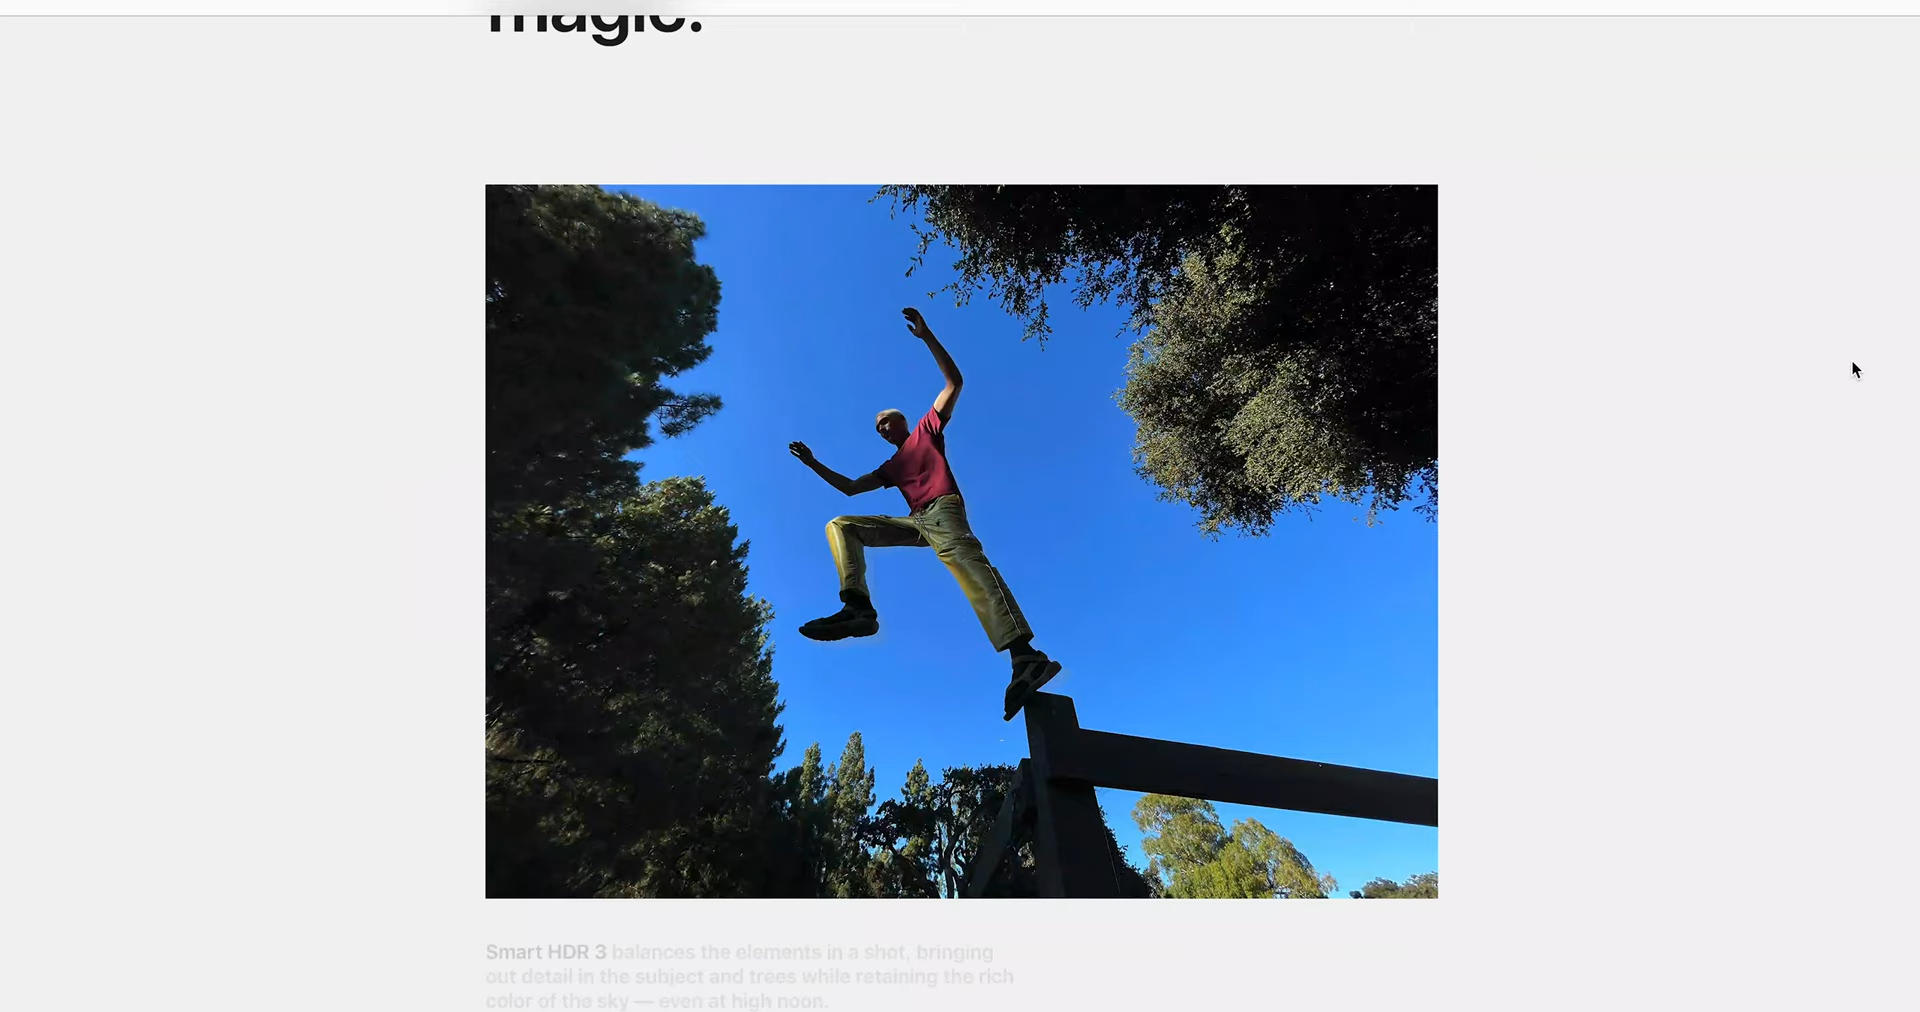 magic.
Smart HDR 3 balances the elements in a shot, bringing
out detail in the subject and trees while retaining the rich
color of the sky — even at high noon.